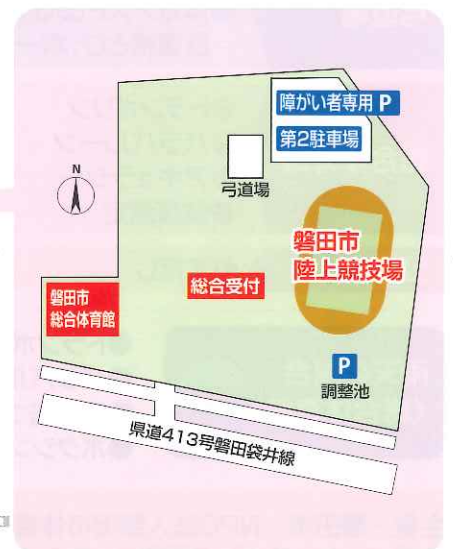 障がい者専用 P
第2駐車場
弓道場
N
磐田市
陸上競技場
総合受付
磐田市
総合体育館
P
調整池
県道413号磐田袋井線